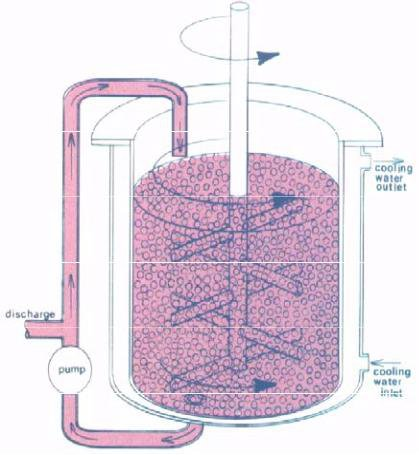 cooling
water
outlet
discharge
pump
cooling
water
inlet